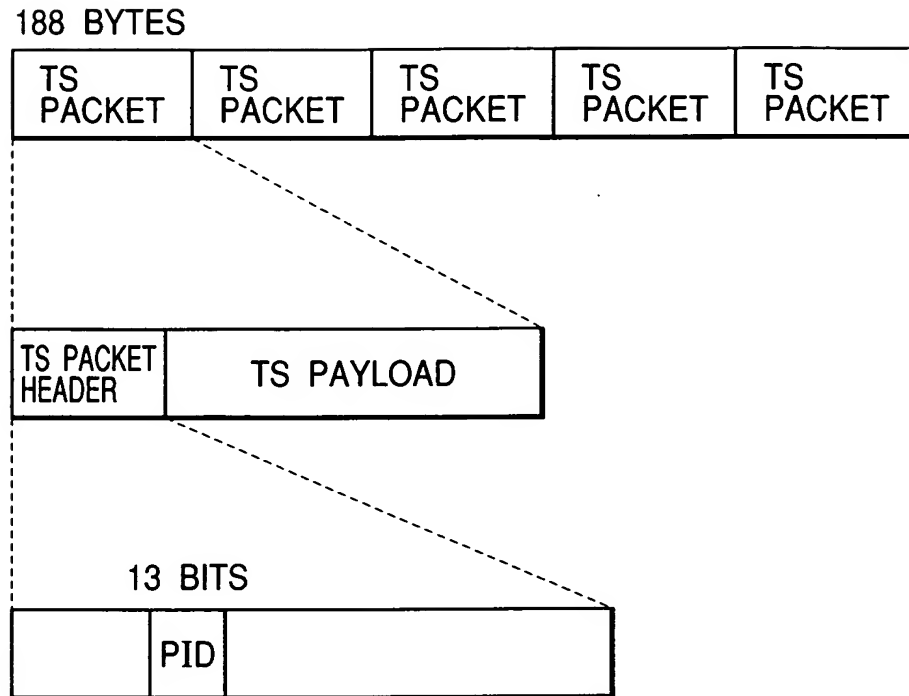 188 BYTES
TS PACKET TS PACKET TS PACKET TS PACKET TS PACKET
TS PACKET HEADER TS PAYLOAD
13 BITS
PID